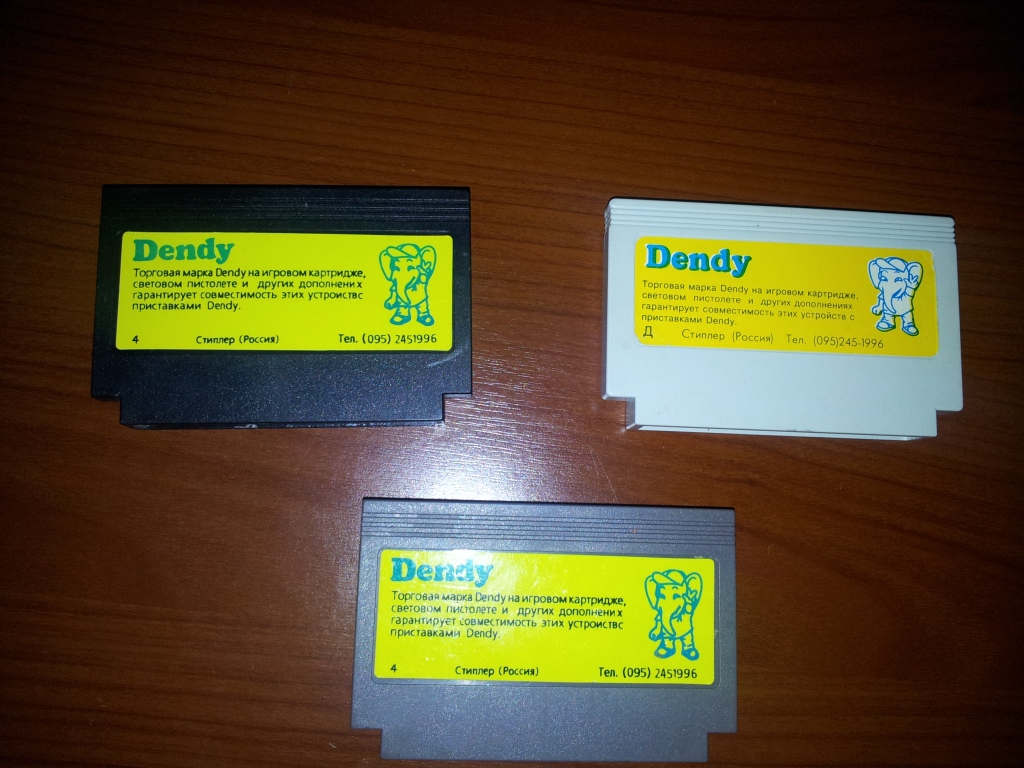 Dendy
Торговая марка Dendy на игровом картридже,
световом пистолете и других дополнени х
гарантирует совместимость этих устроиствс
приставками Dendy.
4 Стиплер (Россия) Тел. (095) 2451996
Dendy
Торговая марка Dendy на игровом картридже,
световом пистолете и других дополнениях
гарантирует совместимость этих устройств с
приставками Dendy.
Д Стиплер (Россия) Тел. (095)245-1996
Dendy
Торговая марка Dendy на игровом картридже,
световом пистолете и других дополнени х
гарантирует совместимость этих устроиствс
приставками Dendy.
4 Стиплер (Россия) Тел. (095) 2451996